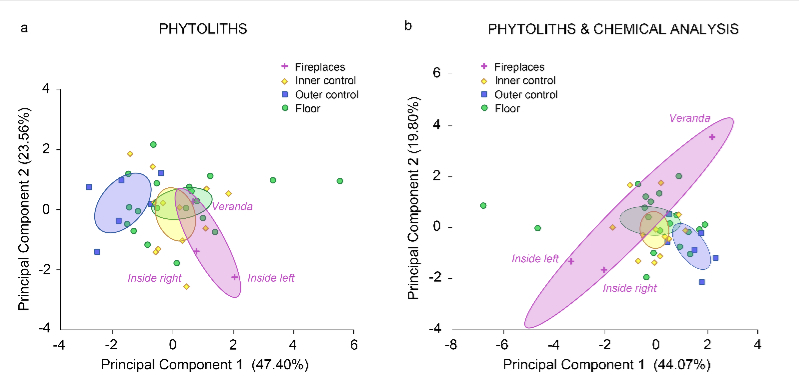 a
PHYTOLITHS
Fireplaces
Inner control
Outer control
Floor
4
2
0
-2
-4
Principal Component 2 (23.56%)
Veranda
Inside right
Inside left
-4
-2
0
2
4
6
Principal Component 1 (47.40%)
b
PHYTOLITHS & CHEMICAL ANALYSIS
Fireplaces
Inner control
Outer control
Floor
6
4
2
0
-2
-4
Principal Component 2 (19.80%)
Veranda
Inside left
Inside right
-8
-6
-4
-2
0
2
4
Principal Component 1 (44.07%)